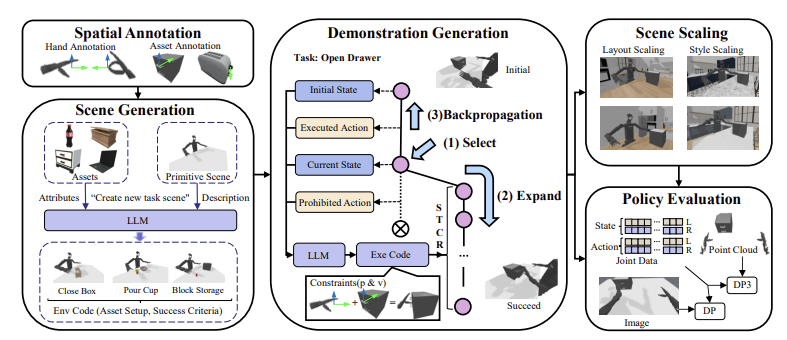 Spatial Annotation
Hand Annotation
Asset Annotation
Scene Generation
Assets
Primitive Scene
Attributes
“Create new task scene”
Description
LLM
Close Box
Pour Cup
Block Storage
Env Code (Asset Setup, Success Criteria)
Demonstration Generation
Task: Open Drawer
Initial
Initial State
(3)Backpropagation
Executed Action
(1) Select
Current State
(2) Expand
Prohibited Action
S
T
C
R
LLM
Exe Code
Constraints(p & v)
+
=
Succeed
Scene Scaling
Layout Scaling
Style Scaling
Policy Evaluation
State
L
R
Action
L
R
Joint Data
Point Cloud
DP3
DP
Image